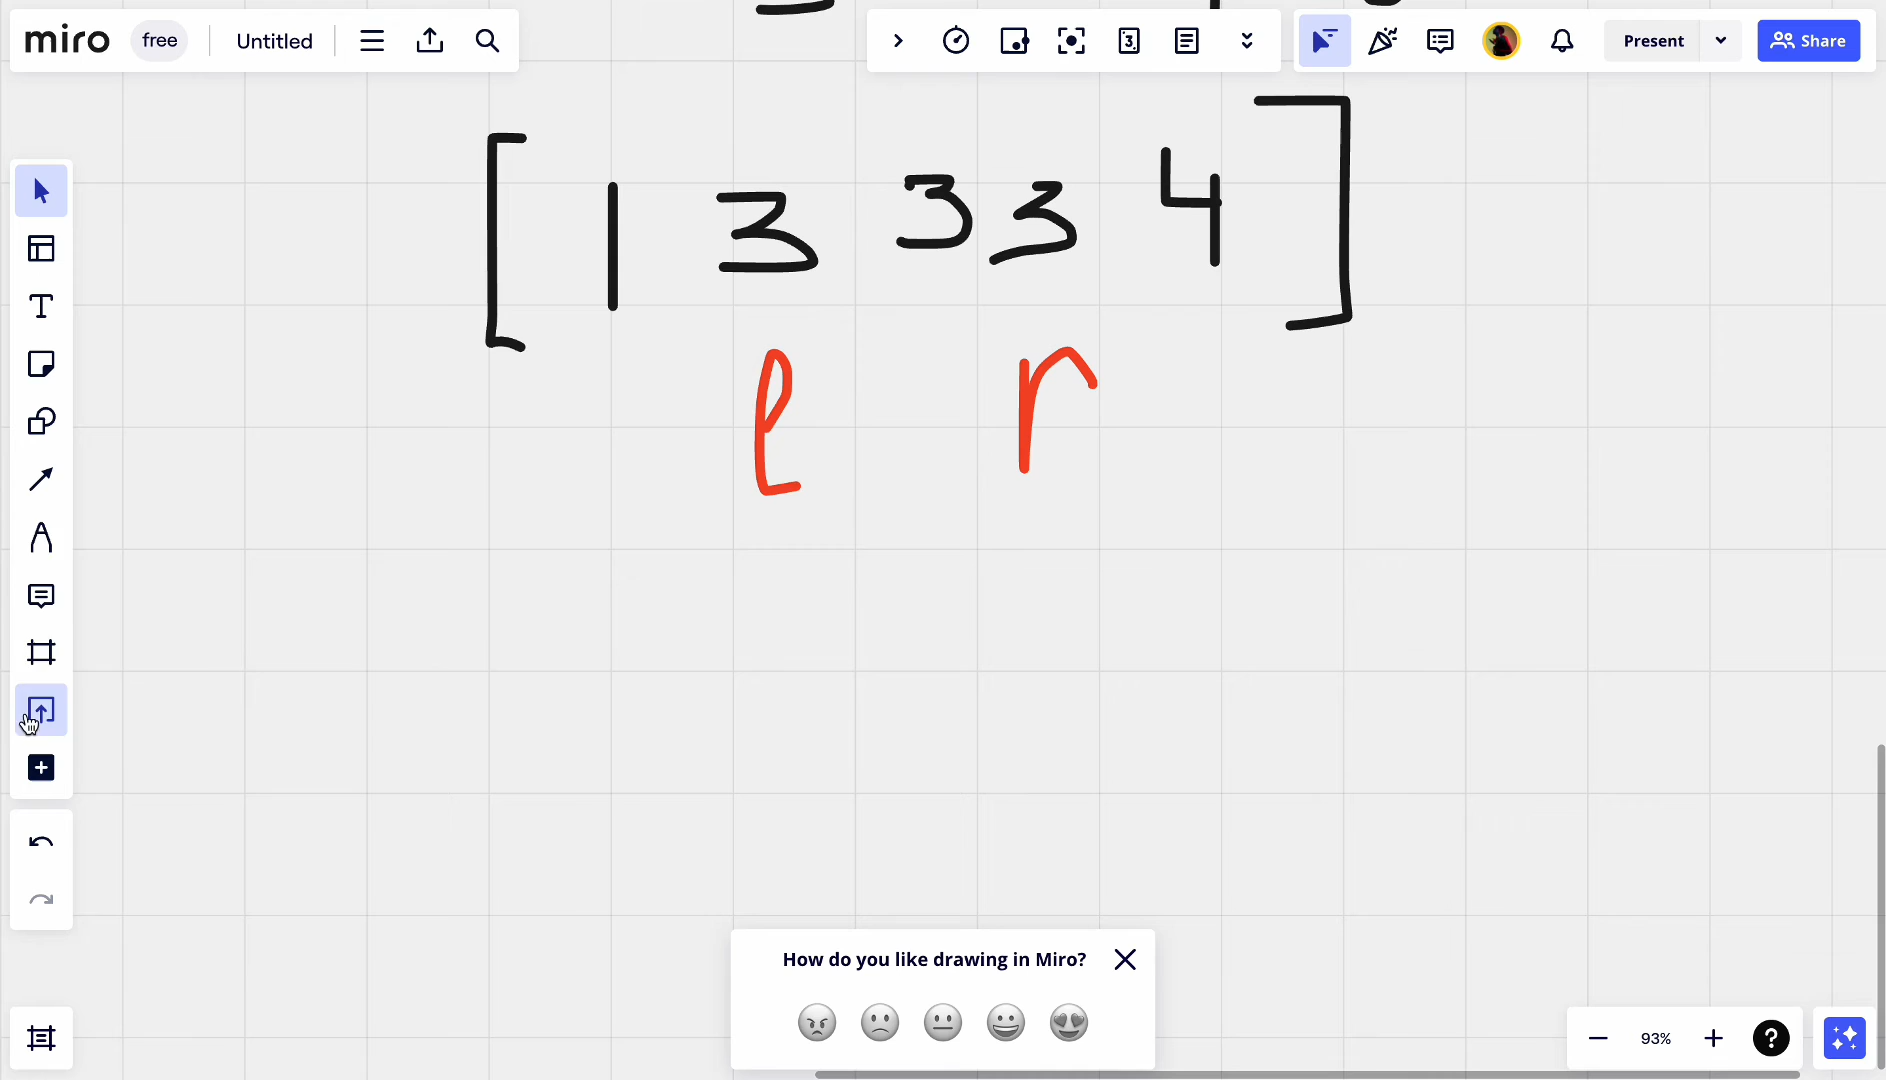 miro free Untitled Present Share
[ 1 3 3 3 4 ]
l r
How do you like drawing in Miro?
93%